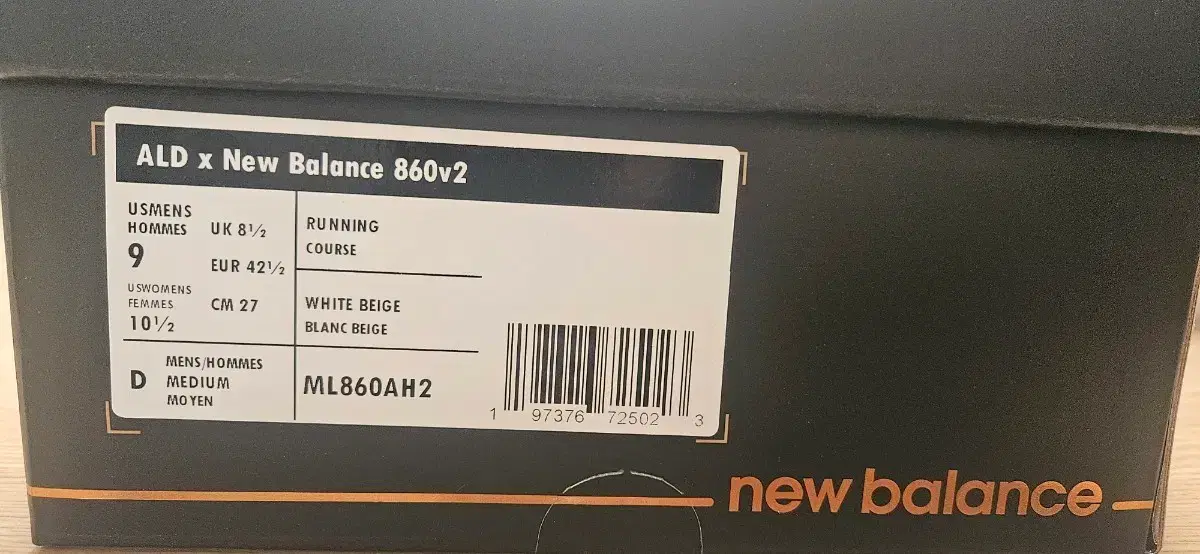 ALD x New Balance 860v2
USMENS
HOMMES
9
UK 8½
EUR 42½
USWOMENS
FEMMES
10½
CM 27
RUNNING
COURSE
WHITE BEIGE
BLANC BEIGE
D
MENS/HOMMES
MEDIUM
MOYEN
ML860AH2
1 97376 72502 3
new balance